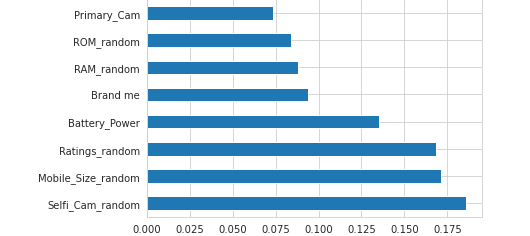 Primary_Cam
ROM_random
RAM_random
Brand me
Battery_Power
Ratings_random
Mobile_Size_random
Selfi_Cam_random
0.000 0.025 0.050 0.075 0.100 0.125 0.150 0.175